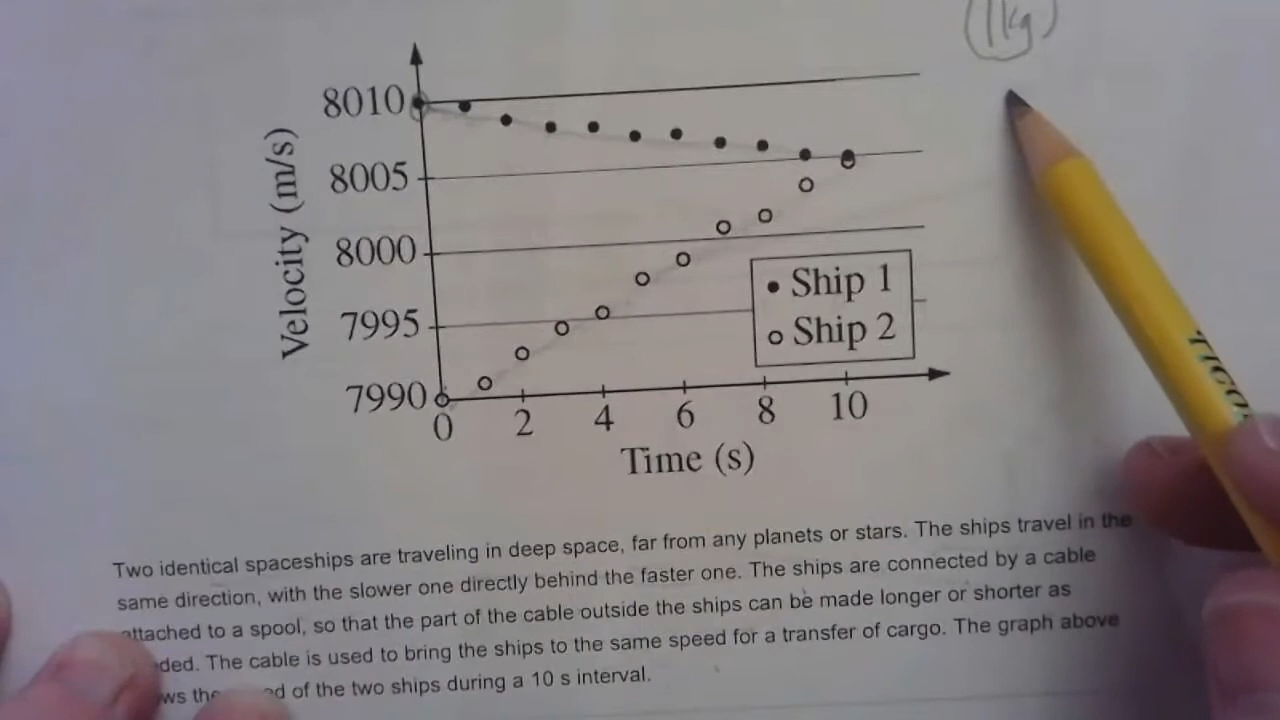 (1kg)
8010
8005
8000
7995
7990
Velocity (m/s)
Ship 1
Ship 2
0 2 4 6 8 10
Time (s)
TICO
Two identical spaceships are traveling in deep space, far from any planets or stars. The ships travel in the
same direction, with the slower one directly behind the faster one. The ships are connected by a cable
attached to a spool, so that the part of the cable outside the ships can be made longer or shorter as
ded. The cable is used to bring the ships to the same speed for a transfer of cargo. The graph above
ws the of the two ships during a 10 s interval.